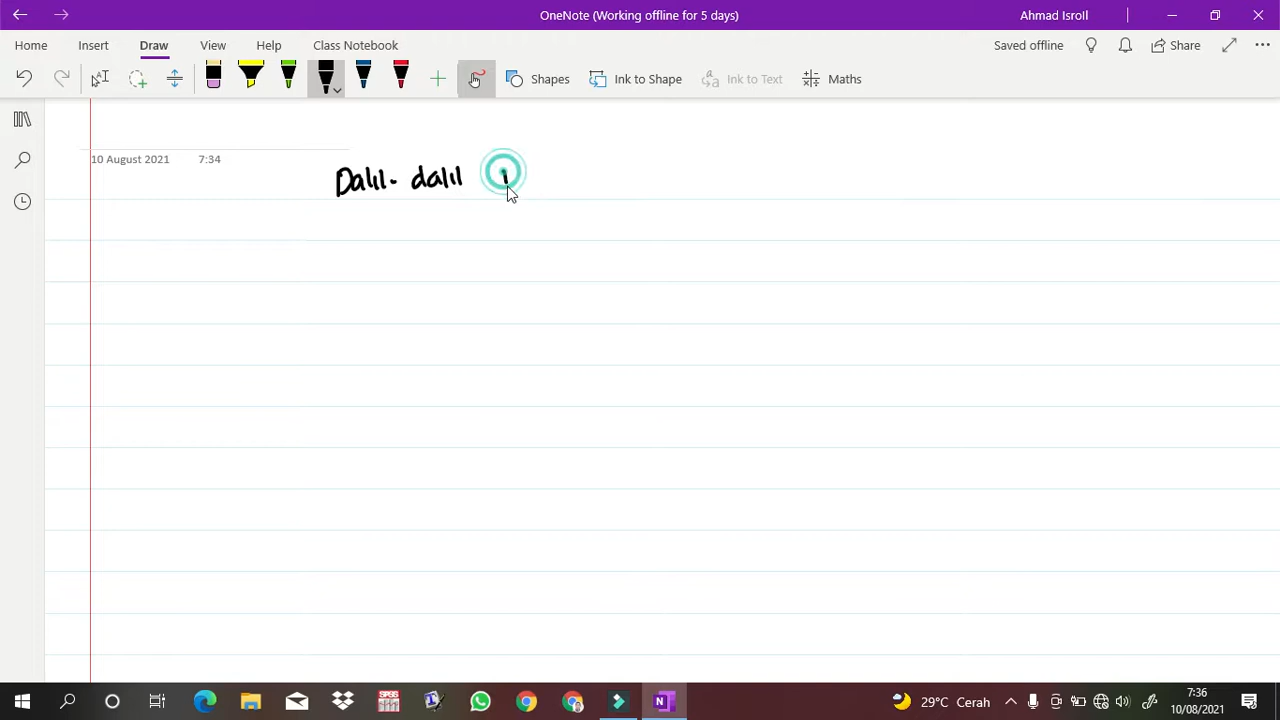 OneNote (Working offline for 5 days)
Ahmad IsroII
Home Insert Draw View Help Class Notebook
Saved offline Share
Shapes Ink to Shape Ink to Text Maths
10 August 2021 7:34
Dalil-dalil
29°C Cerah
7:36
10/08/2021